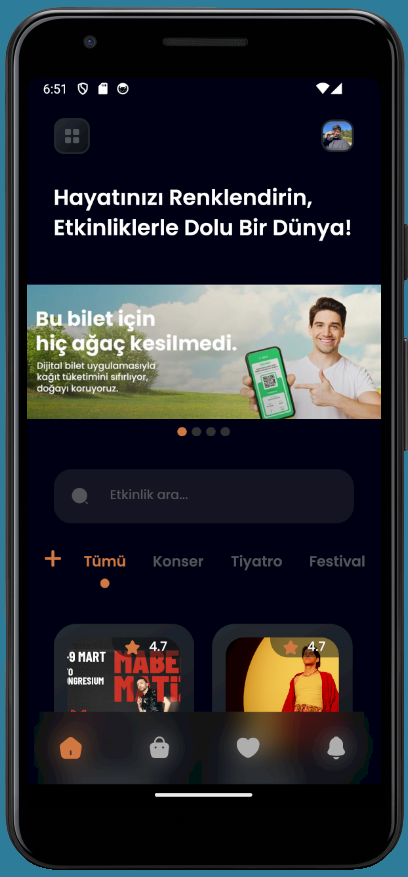 6:51
Hayatınızı Renklendirin,
Etkinliklerle Dolu Bir Dünya!
Bu bilet için
hiç ağaç kesilmedi.
Dijital bilet uygulamasıyla
kağıt tüketimini sıfırlıyor,
doğayı koruyoruz.
Etkinlik ara...
+ Tümü Konser Tiyatro Festival
4.7
-9 MART
NGRESIUM
MABE
MATİ
4.7